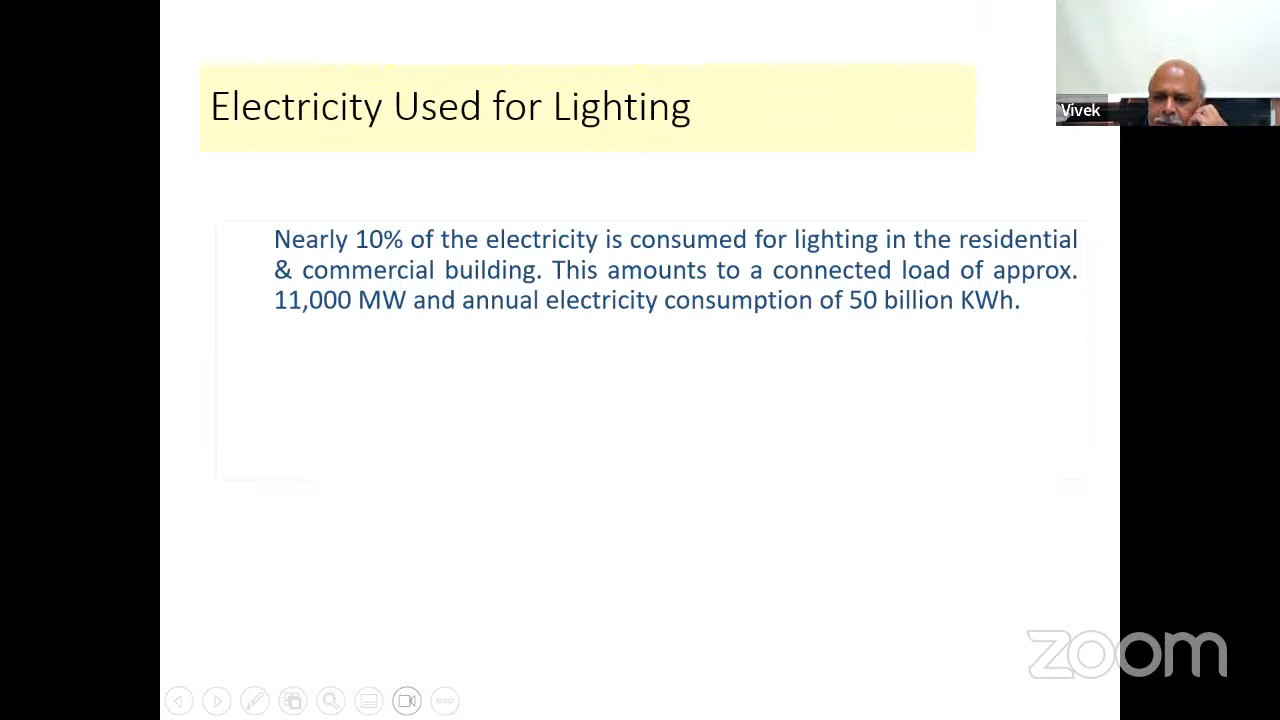 Electricity Used for Lighting
Vivek
Nearly 10% of the electricity is consumed for lighting in the residential
& commercial building. This amounts to a connected load of approx.
11,000 MW and annual electricity consumption of 50 billion KWh.
zoom